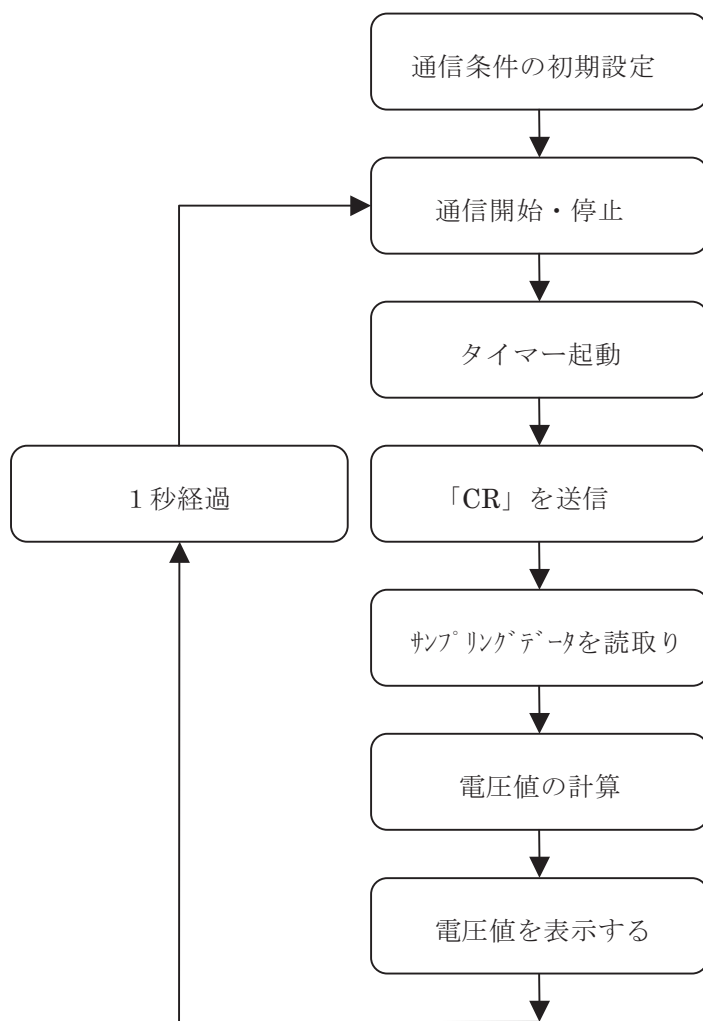 通信条件の初期設定
通信開始・停止
タイマー起動
１秒経過
「CR」を送信
ｻﾝﾌﾟﾘﾝｸﾞﾃﾞｰﾀを読取り
電圧値の計算
電圧値を表示する